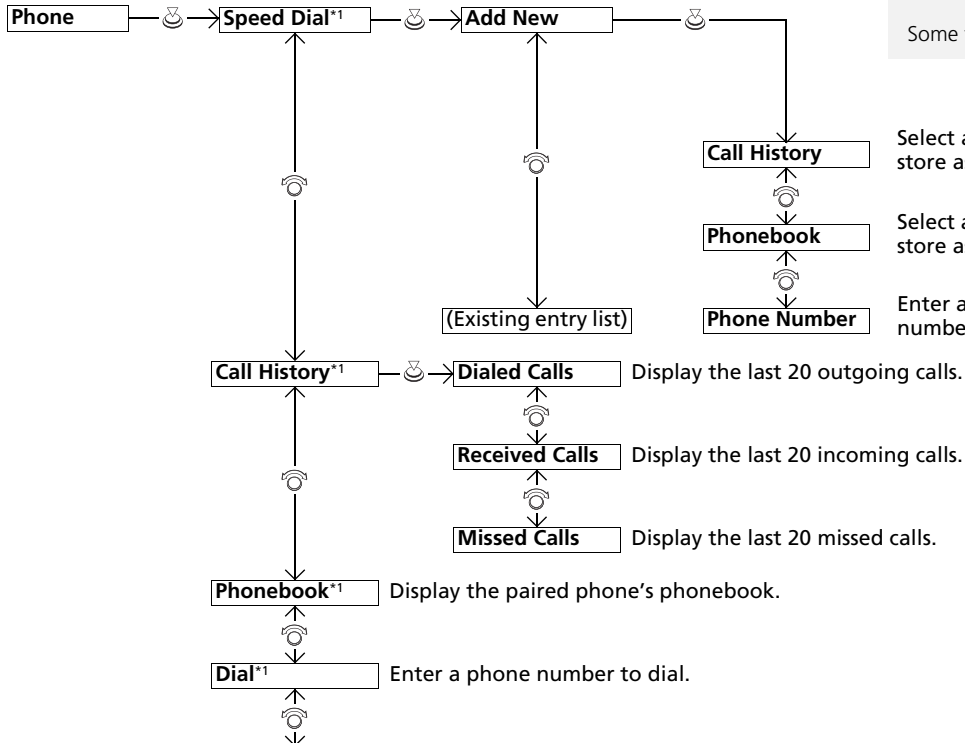 Phone
Speed Dial*1
Add New
Some
Call History
Select a
store a
Phonebook
Select a
store a
(Existing entry list)
Phone Number
Enter a
numbe
Call History*1
Dialed Calls
Display the last 20 outgoing calls.
Received Calls
Display the last 20 incoming calls.
Missed Calls
Display the last 20 missed calls.
Phonebook*1
Display the paired phone's phonebook.
Dial*1
Enter a phone number to dial.